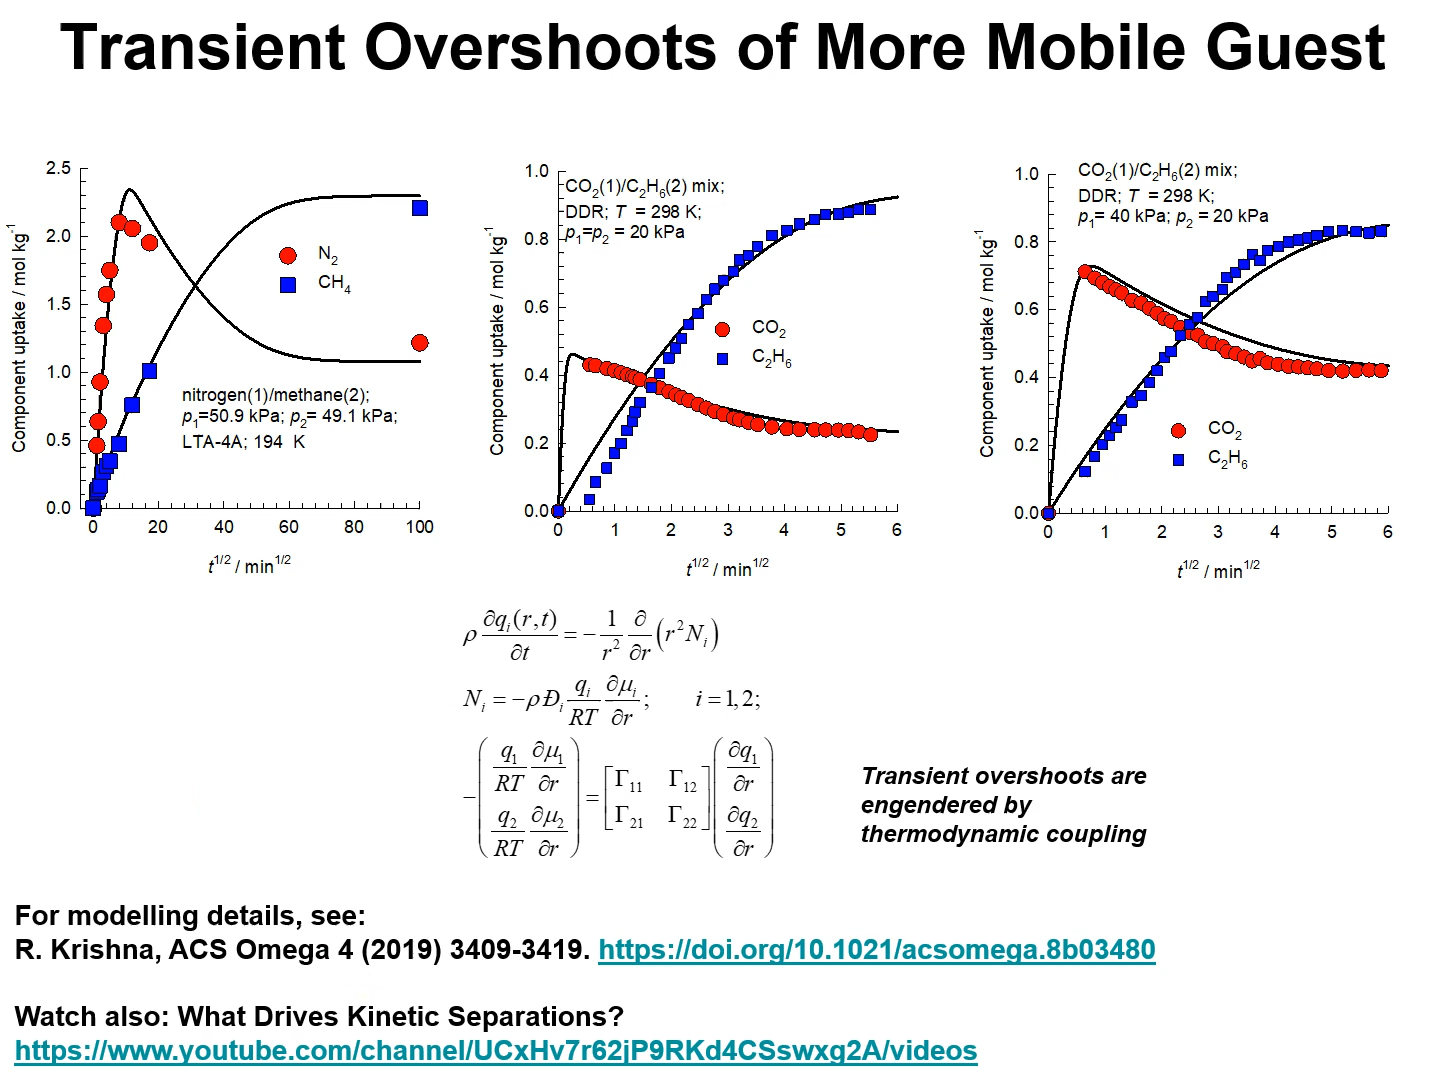 Transient Overshoots of More Mobile Guest
2.5
2.0
1.5
1.0
0.5
0.0
0 20 40 60 80 100
Component uptake / mol kg⁻¹
t^1/2 / min^1/2
N₂
CH₄
nitrogen(1)/methane(2);
p₁=50.9 kPa; p₂= 49.1 kPa;
LTA-4A; 194 K
1.0
0.8
0.6
0.4
0.2
0.0
0 1 2 3 4 5 6
Component uptake / mol kg⁻¹
t^1/2 / min^1/2
CO₂(1)/C₂H₆(2) mix;
DDR; T = 298 K;
p₁=p₂ = 20 kPa
CO₂
C₂H₆
1.0
0.8
0.6
0.4
0.2
0.0
0 1 2 3 4 5 6
Component uptake / mol kg⁻¹
t^1/2 / min^1/2
CO₂(1)/C₂H₆(2) mix;
DDR; T = 298 K;
p₁= 40 kPa; p₂ = 20 kPa
CO₂
C₂H₆
ρ ∂qᵢ(r,t)/∂t = − 1/r² ∂/∂r (r²Nᵢ)
Nᵢ = −ρĐᵢ qᵢ/RT ∂μᵢ/∂r; i = 1,2;
−( q₁/RT ∂μ₁/∂r ; q₂/RT ∂μ₂/∂r ) = [ Γ₁₁ Γ₁₂ ; Γ₂₁ Γ₂₂ ] ( ∂q₁/∂r ; ∂q₂/∂r )
Transient overshoots are
engendered by
thermodynamic coupling
For modelling details, see:
R. Krishna, ACS Omega 4 (2019) 3409-3419. https://doi.org/10.1021/acsomega.8b03480
Watch also: What Drives Kinetic Separations?
https://www.youtube.com/channel/UCxHv7r62jP9RKd4CSswxg2A/videos